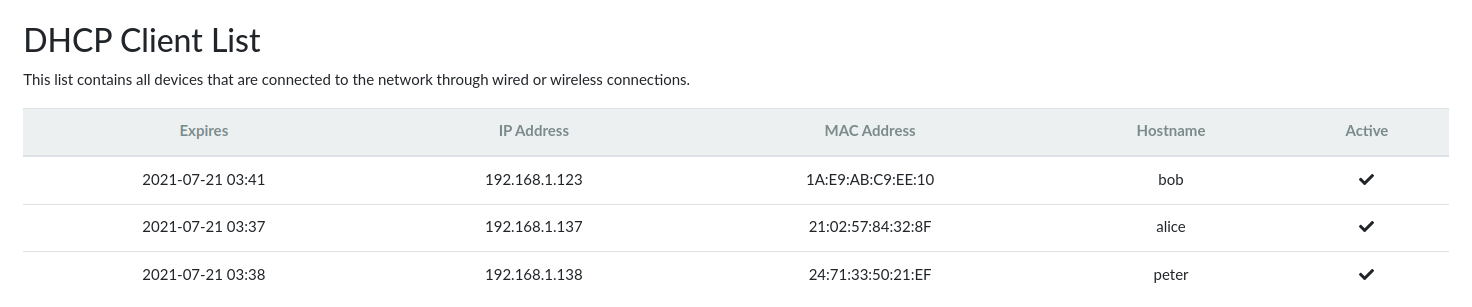 DHCP Client List
This list contains all devices that are connected to the network through wired or wireless connections.
Expires IP Address MAC Address Hostname Active
2021-07-21 03:41 192.168.1.123 1A:E9:AB:C9:EE:10 bob ✔
2021-07-21 03:37 192.168.1.137 21:02:57:84:32:8F alice ✔
2021-07-21 03:38 192.168.1.138 24:71:33:50:21:EF peter ✔